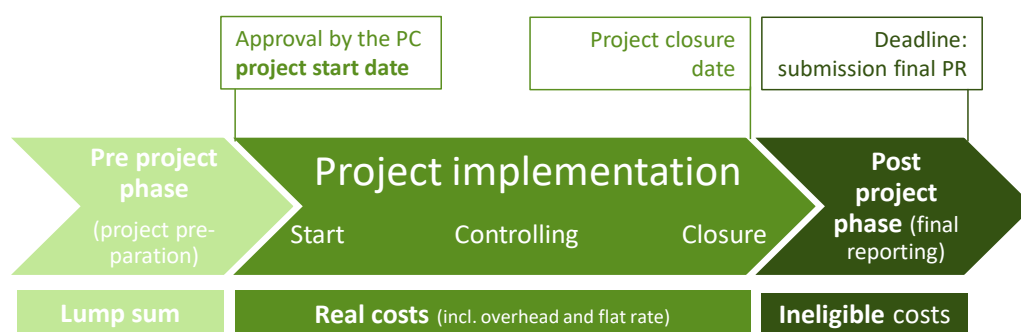 Approval by the PC
project start date
Project closure
date
Deadline:
submission final PR
Pre project
phase
(project pre-
paration)
Project implementation
Start
Controlling
Closure
Post
project
phase (final
reporting)
Lump sum
Real costs (incl. overhead and flat rate)
Ineligible costs